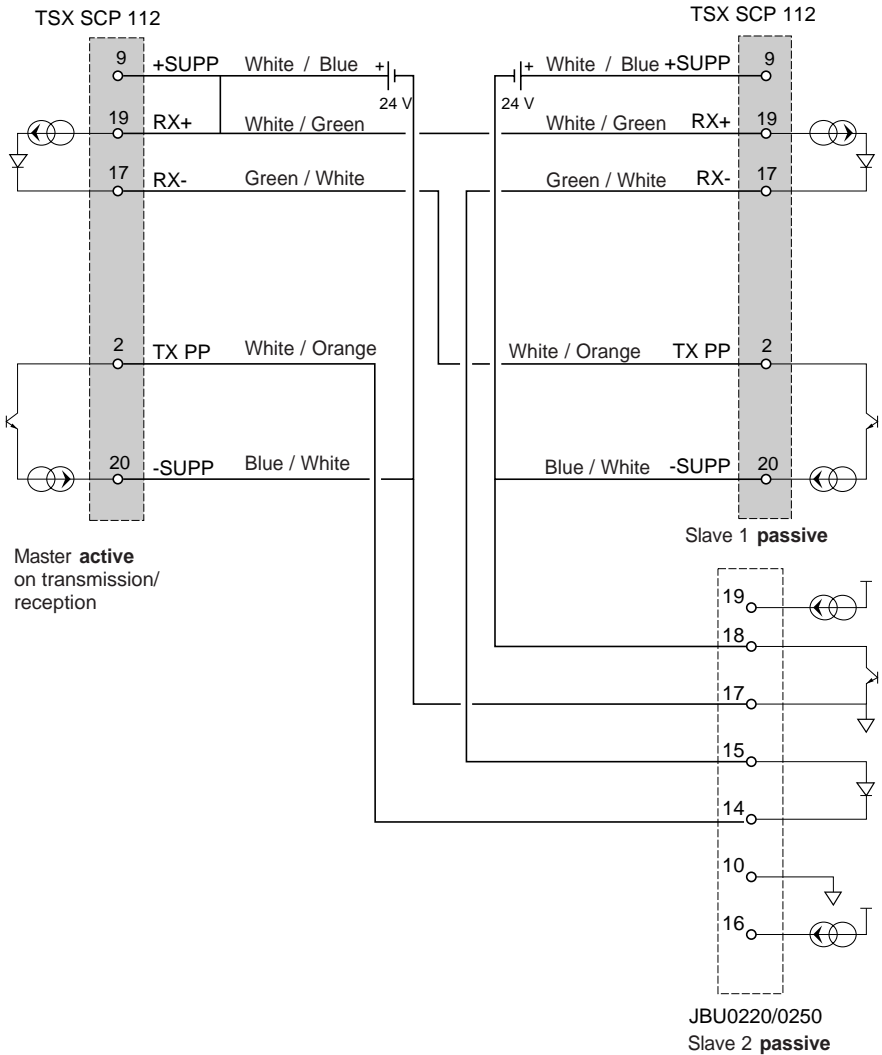 TSX SCP 112
TSX SCP 112
9 +SUPP White / Blue + + White / Blue +SUPP 9
24 V 24 V
19 RX+ White / Green White / Green RX+ 19
17 RX- Green / White Green / White RX- 17
2 TX PP White / Orange White / Orange TX PP 2
20 -SUPP Blue / White Blue / White -SUPP 20
Master active
on transmission/
reception
Slave 1 passive
19
18
17
15
14
10
16
JBU0220/0250
Slave 2 passive